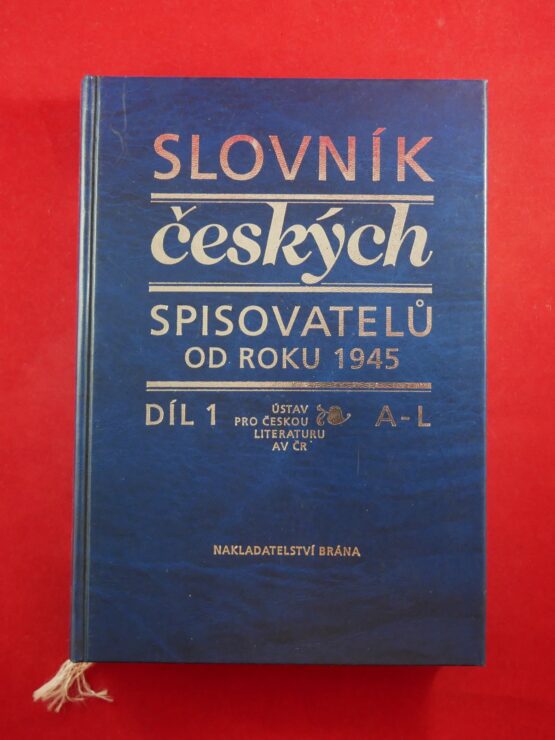 SLOVNÍK
českých
SPISOVATELŮ
OD ROKU 1945
DÍL 1
ÚSTAV
PRO ČESKOU
LITERATURU
AV ČR
A-L
NAKLADATELSTVÍ BRÁNA